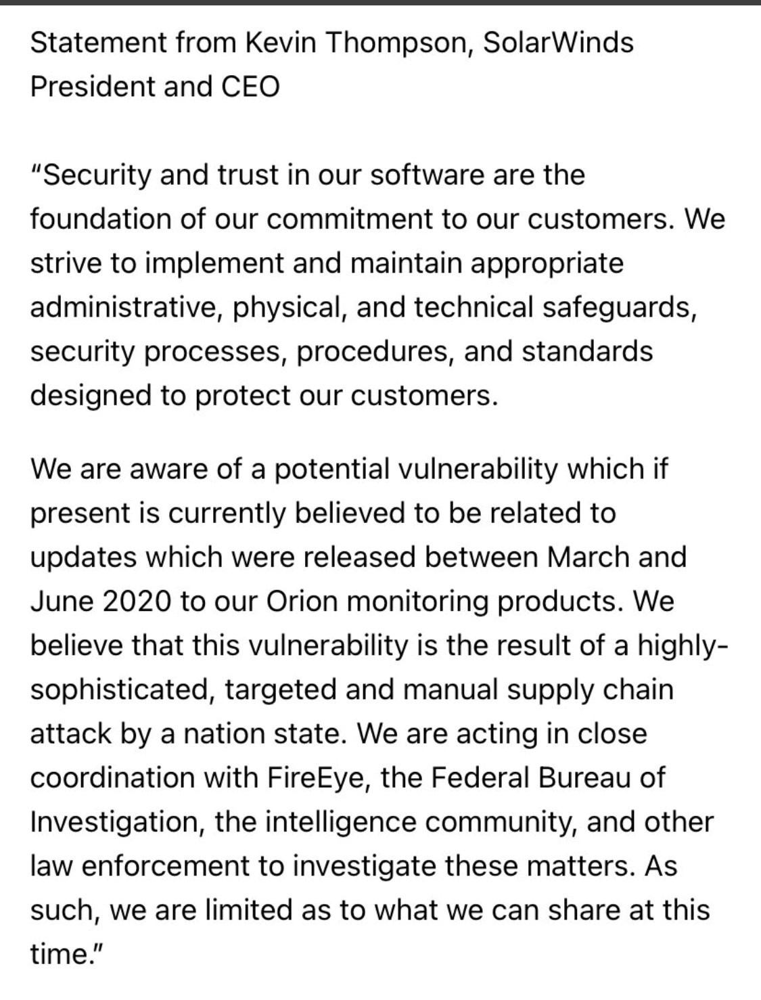 Statement from Kevin Thompson, SolarWinds
President and CEO
“Security and trust in our software are the
foundation of our commitment to our customers. We
strive to implement and maintain appropriate
administrative, physical, and technical safeguards,
security processes, procedures, and standards
designed to protect our customers.
We are aware of a potential vulnerability which if
present is currently believed to be related to
updates which were released between March and
June 2020 to our Orion monitoring products. We
believe that this vulnerability is the result of a highly-
sophisticated, targeted and manual supply chain
attack by a nation state. We are acting in close
coordination with FireEye, the Federal Bureau of
Investigation, the intelligence community, and other
law enforcement to investigate these matters. As
such, we are limited as to what we can share at this
time.”